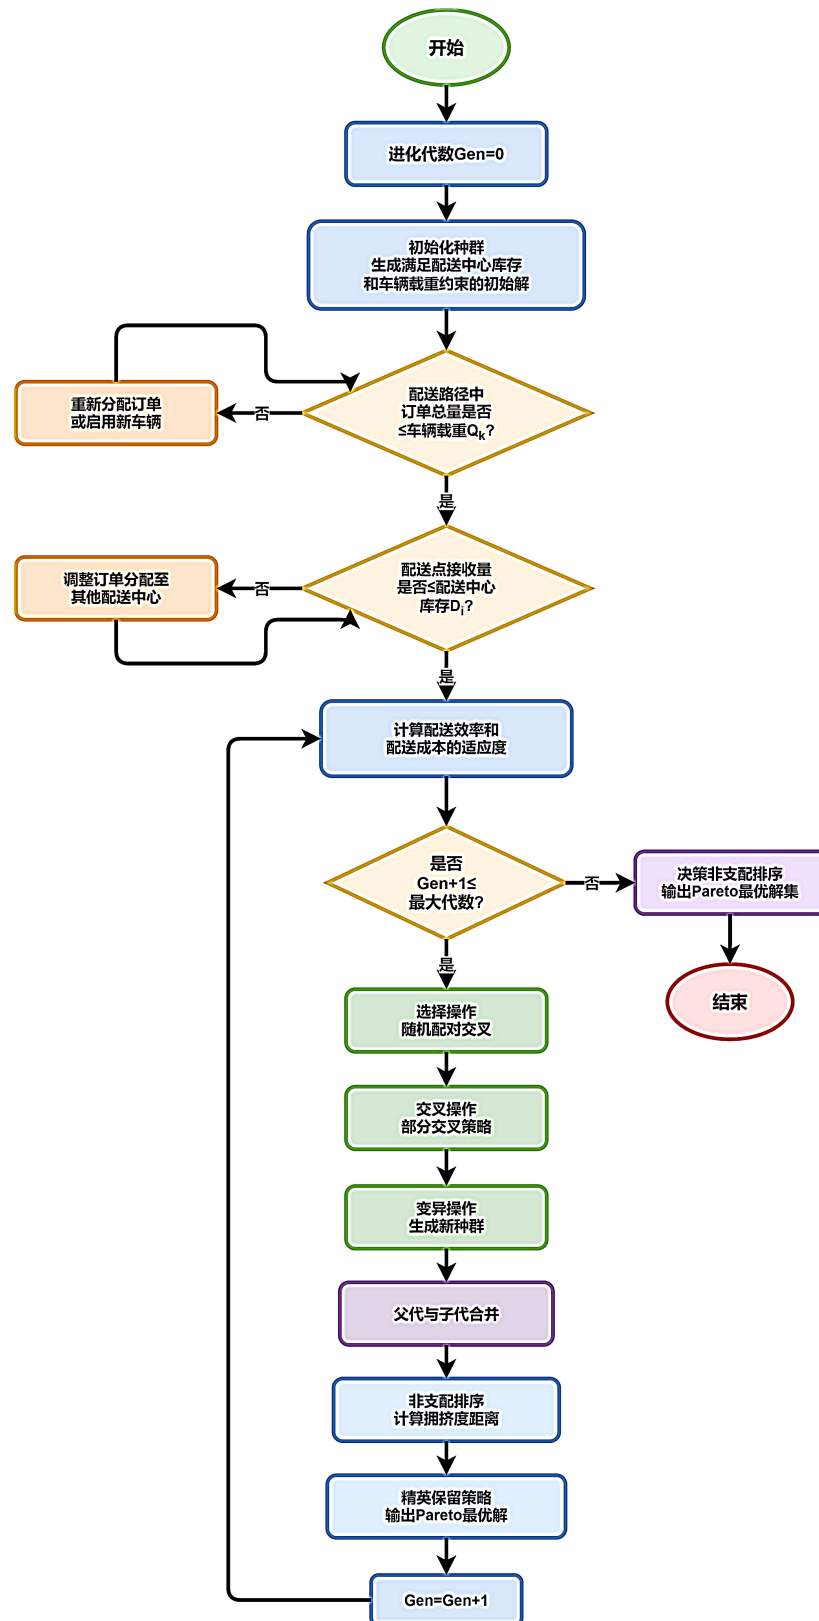 开始
进化代数Gen=0
初始化种群
生成满足配送中心库存
和车辆载重约束的初始解
配送路径中
订单总量是否
≤车辆载重Qk?
否
重新分配订单
或启用新车辆
是
配送点接收量
是否≤配送中心
库存Di?
否
调整订单分配至
其他配送中心
是
计算配送效率和
配送成本的适应度
是否
Gen+1≤
最大代数?
否
决策非支配排序
输出Pareto最优解集
结束
是
选择操作
随机配对交叉
交叉操作
部分交叉策略
变异操作
生成新种群
父代与子代合并
非支配排序
计算拥挤度距离
精英保留策略
输出Pareto最优解
Gen=Gen+1